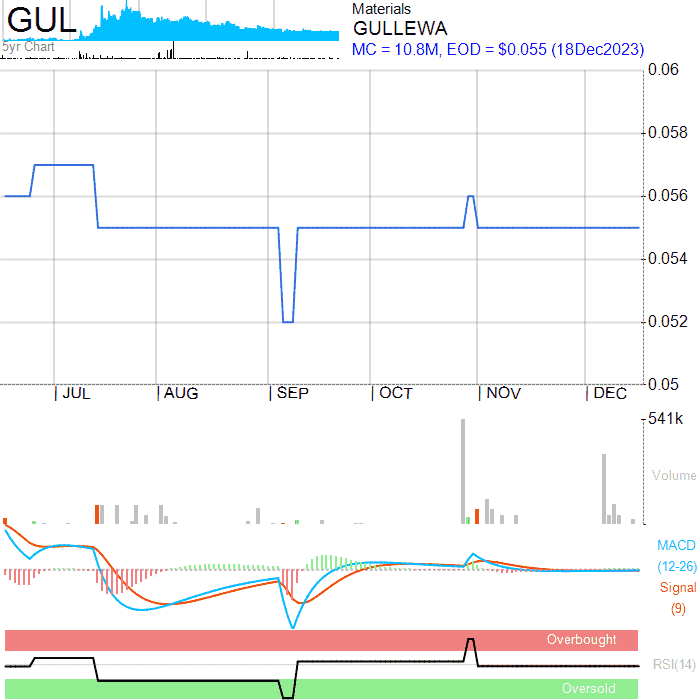 GUL
5yr Chart
Materials
GULLEWA
MC = 10.8M, EOD = $0.055 (18Dec2023)
0.06
0.058
0.056
0.054
0.052
0.05
JUL AUG SEP OCT NOV DEC
541k
Volume
MACD
(12-26)
Signal
(9)
Overbought
RSI(14)
Oversold